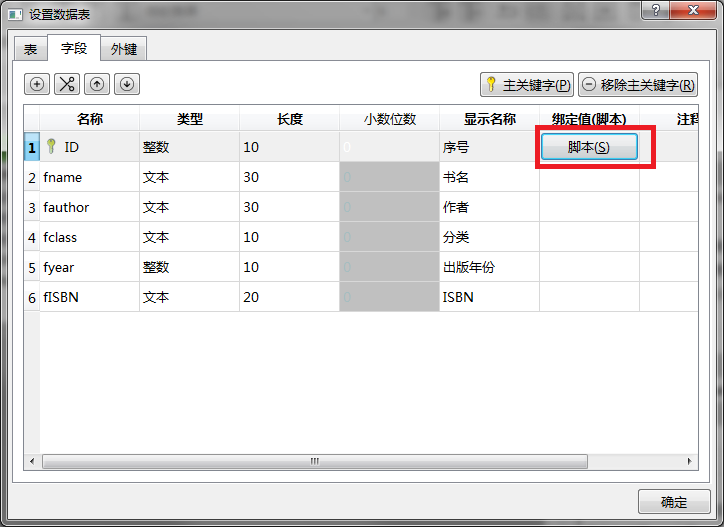 设置数据表
表 字段 外键
主关键字(P) 移除主关键字(R)
名称 类型 长度 小数位数 显示名称 绑定值(脚本) 注释
1 ID 整数 10 0 序号 脚本(S)
2 fname 文本 30 0 书名
3 fauthor 文本 30 0 作者
4 fclass 文本 10 0 分类
5 fyear 整数 10 0 出版年份
6 fISBN 文本 20 0 ISBN
确定